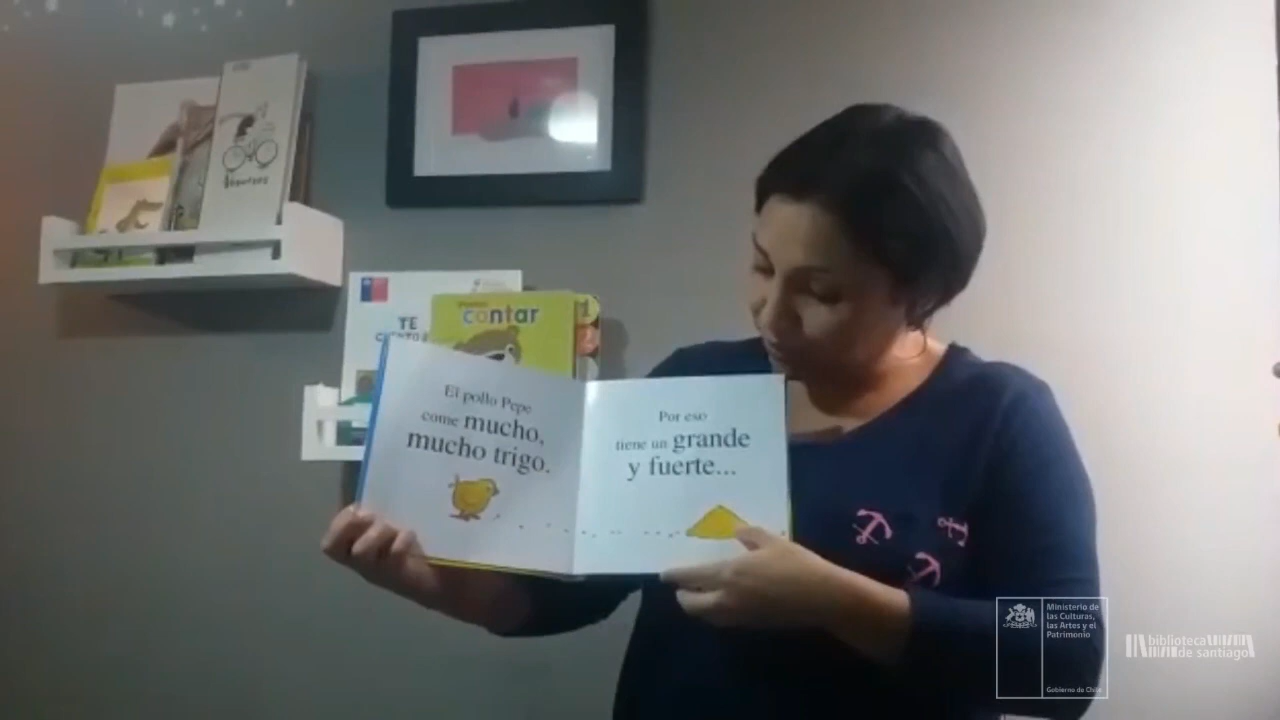 contar
TE
El pollo Pepe
come mucho,
mucho trigo.
Por eso
tiene un grande
y fuerte...
Ministerio de
las Culturas,
las Artes y el
Patrimonio
Gobierno de Chile
biblioteca
de santiago